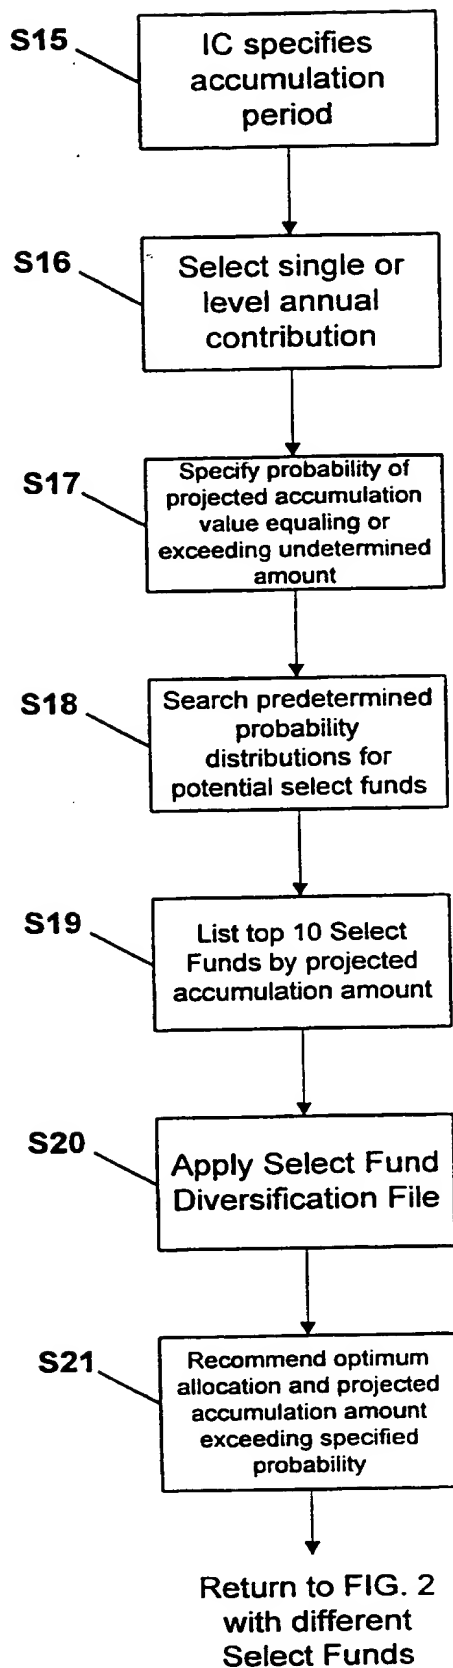 S15
IC specifies
accumulation
period
S16
Select single or
level annual
contribution
S17
Specify probability of
projected accumulation
value equaling or
exceeding undetermined
amount
S18
Search predetermined
probability
distributions for
potential select funds
S19
List top 10 Select
Funds by projected
accumulation amount
S20
Apply Select Fund
Diversification File
S21
Recommend optimum
allocation and projected
accumulation amount
exceeding specified
probability
Return to FIG. 2
with different
Select Funds